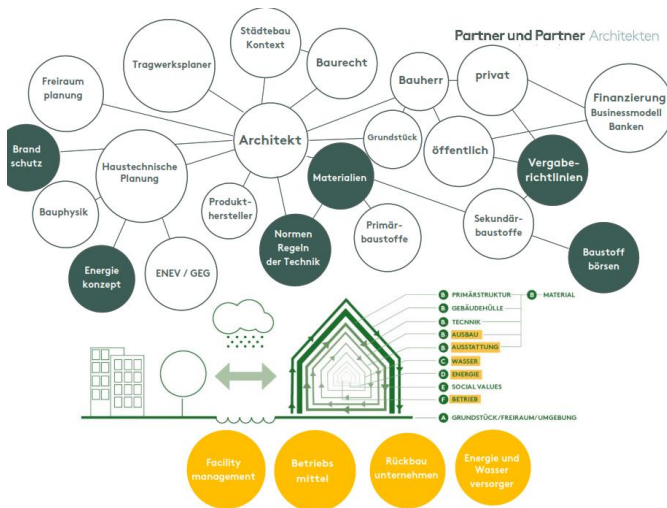 Partner und Partner Architekten
Städtebau
Kontext
Baurecht
Tragwerksplaner
Freiraum
planung
Bauherr
privat
Finanzierung
Businessmodell
Banken
Architekt
Grundstück
öffentlich
Brand
schutz
Haustechnische
Planung
Materialien
Vergabe-
richtlinien
Bauphysik
Produkt-
hersteller
Normen
Regeln
der Technik
Primär-
baustoffe
Sekundär-
baustoffe
Baustoff
börsen
Energie
konzept
ENEV / GEG
B PRIMÄRSTRUKTUR B MATERIAL
B GEBÄUDEHÜLLE
B TECHNIK
B AUSBAU
B AUSSTATTUNG
C WASSER
D ENERGIE
E SOCIAL VALUES
F BETRIEB
A GRUNDSTÜCK/FREIRAUM/UMGEBUNG
Facility
management
Betriebs
mittel
Rückbau
unternehmen
Energie und
Wasser
versorger